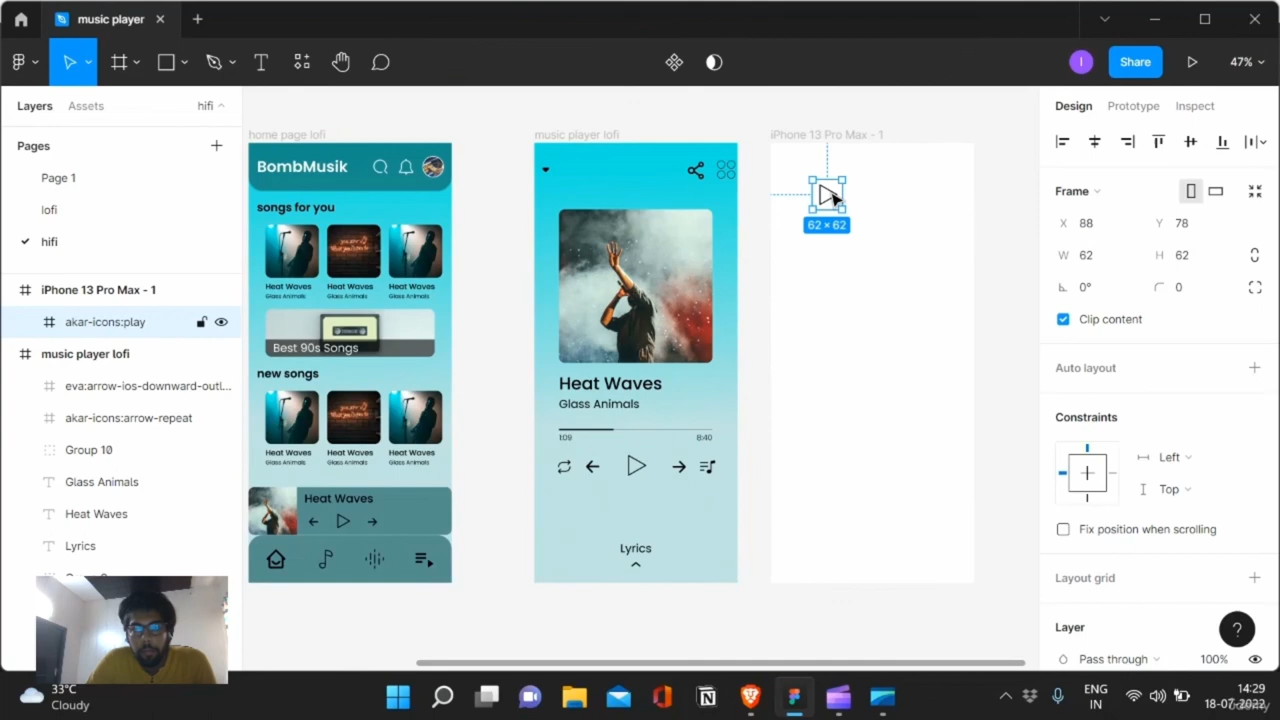 music player
Share
47%
Layers
Assets
hifi
Pages
Page 1
lofi
hifi
iPhone 13 Pro Max - 1
akar-icons:play
music player lofi
eva:arrow-ios-downward-outl...
akar-icons:arrow-repeat
Group 10
Glass Animals
Heat Waves
Lyrics
home page lofi
BombMusik
songs for you
Heat Waves
Glass Animals
Heat Waves
Glass Animals
Heat Waves
Glass Animals
Best 90s Songs
new songs
Heat Waves
Glass Animals
Heat Waves
Glass Animals
Heat Waves
Glass Animals
Heat Waves
music player lofi
Heat Waves
Glass Animals
1:09
8:40
Lyrics
iPhone 13 Pro Max - 1
62 × 62
Design
Prototype
Inspect
Frame
X 88
Y 78
W 62
H 62
0°
0
Clip content
Auto layout
Constraints
Left
Top
Fix position when scrolling
Layout grid
Layer
?
Pass through
100%
33°C
Cloudy
ENG
IN
14:29
18-07-2022